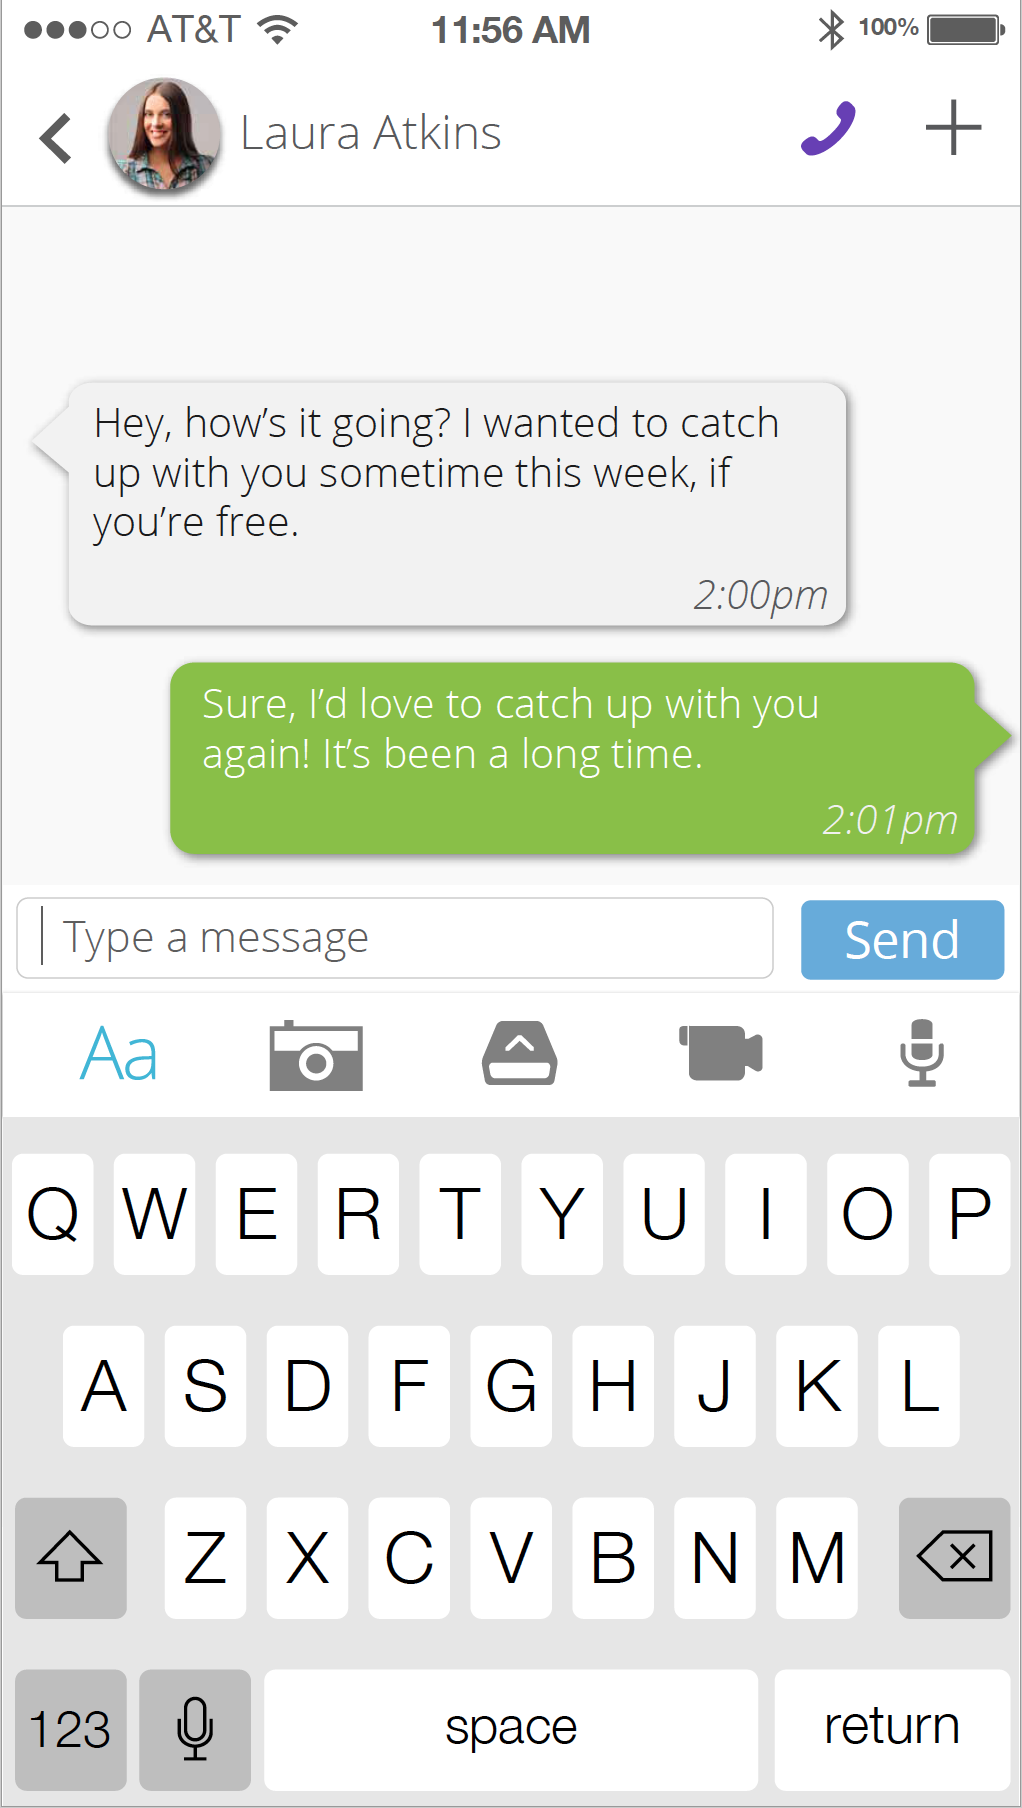 AT&T 11:56 AM 100%
Laura Atkins
Hey, how’s it going? I wanted to catch
up with you sometime this week, if
you’re free.
2:00pm
Sure, I’d love to catch up with you
again! It’s been a long time.
2:01pm
Type a message Send
Aa
Q W E R T Y U I O P
A S D F G H J K L
Z X C V B N M
123 space return